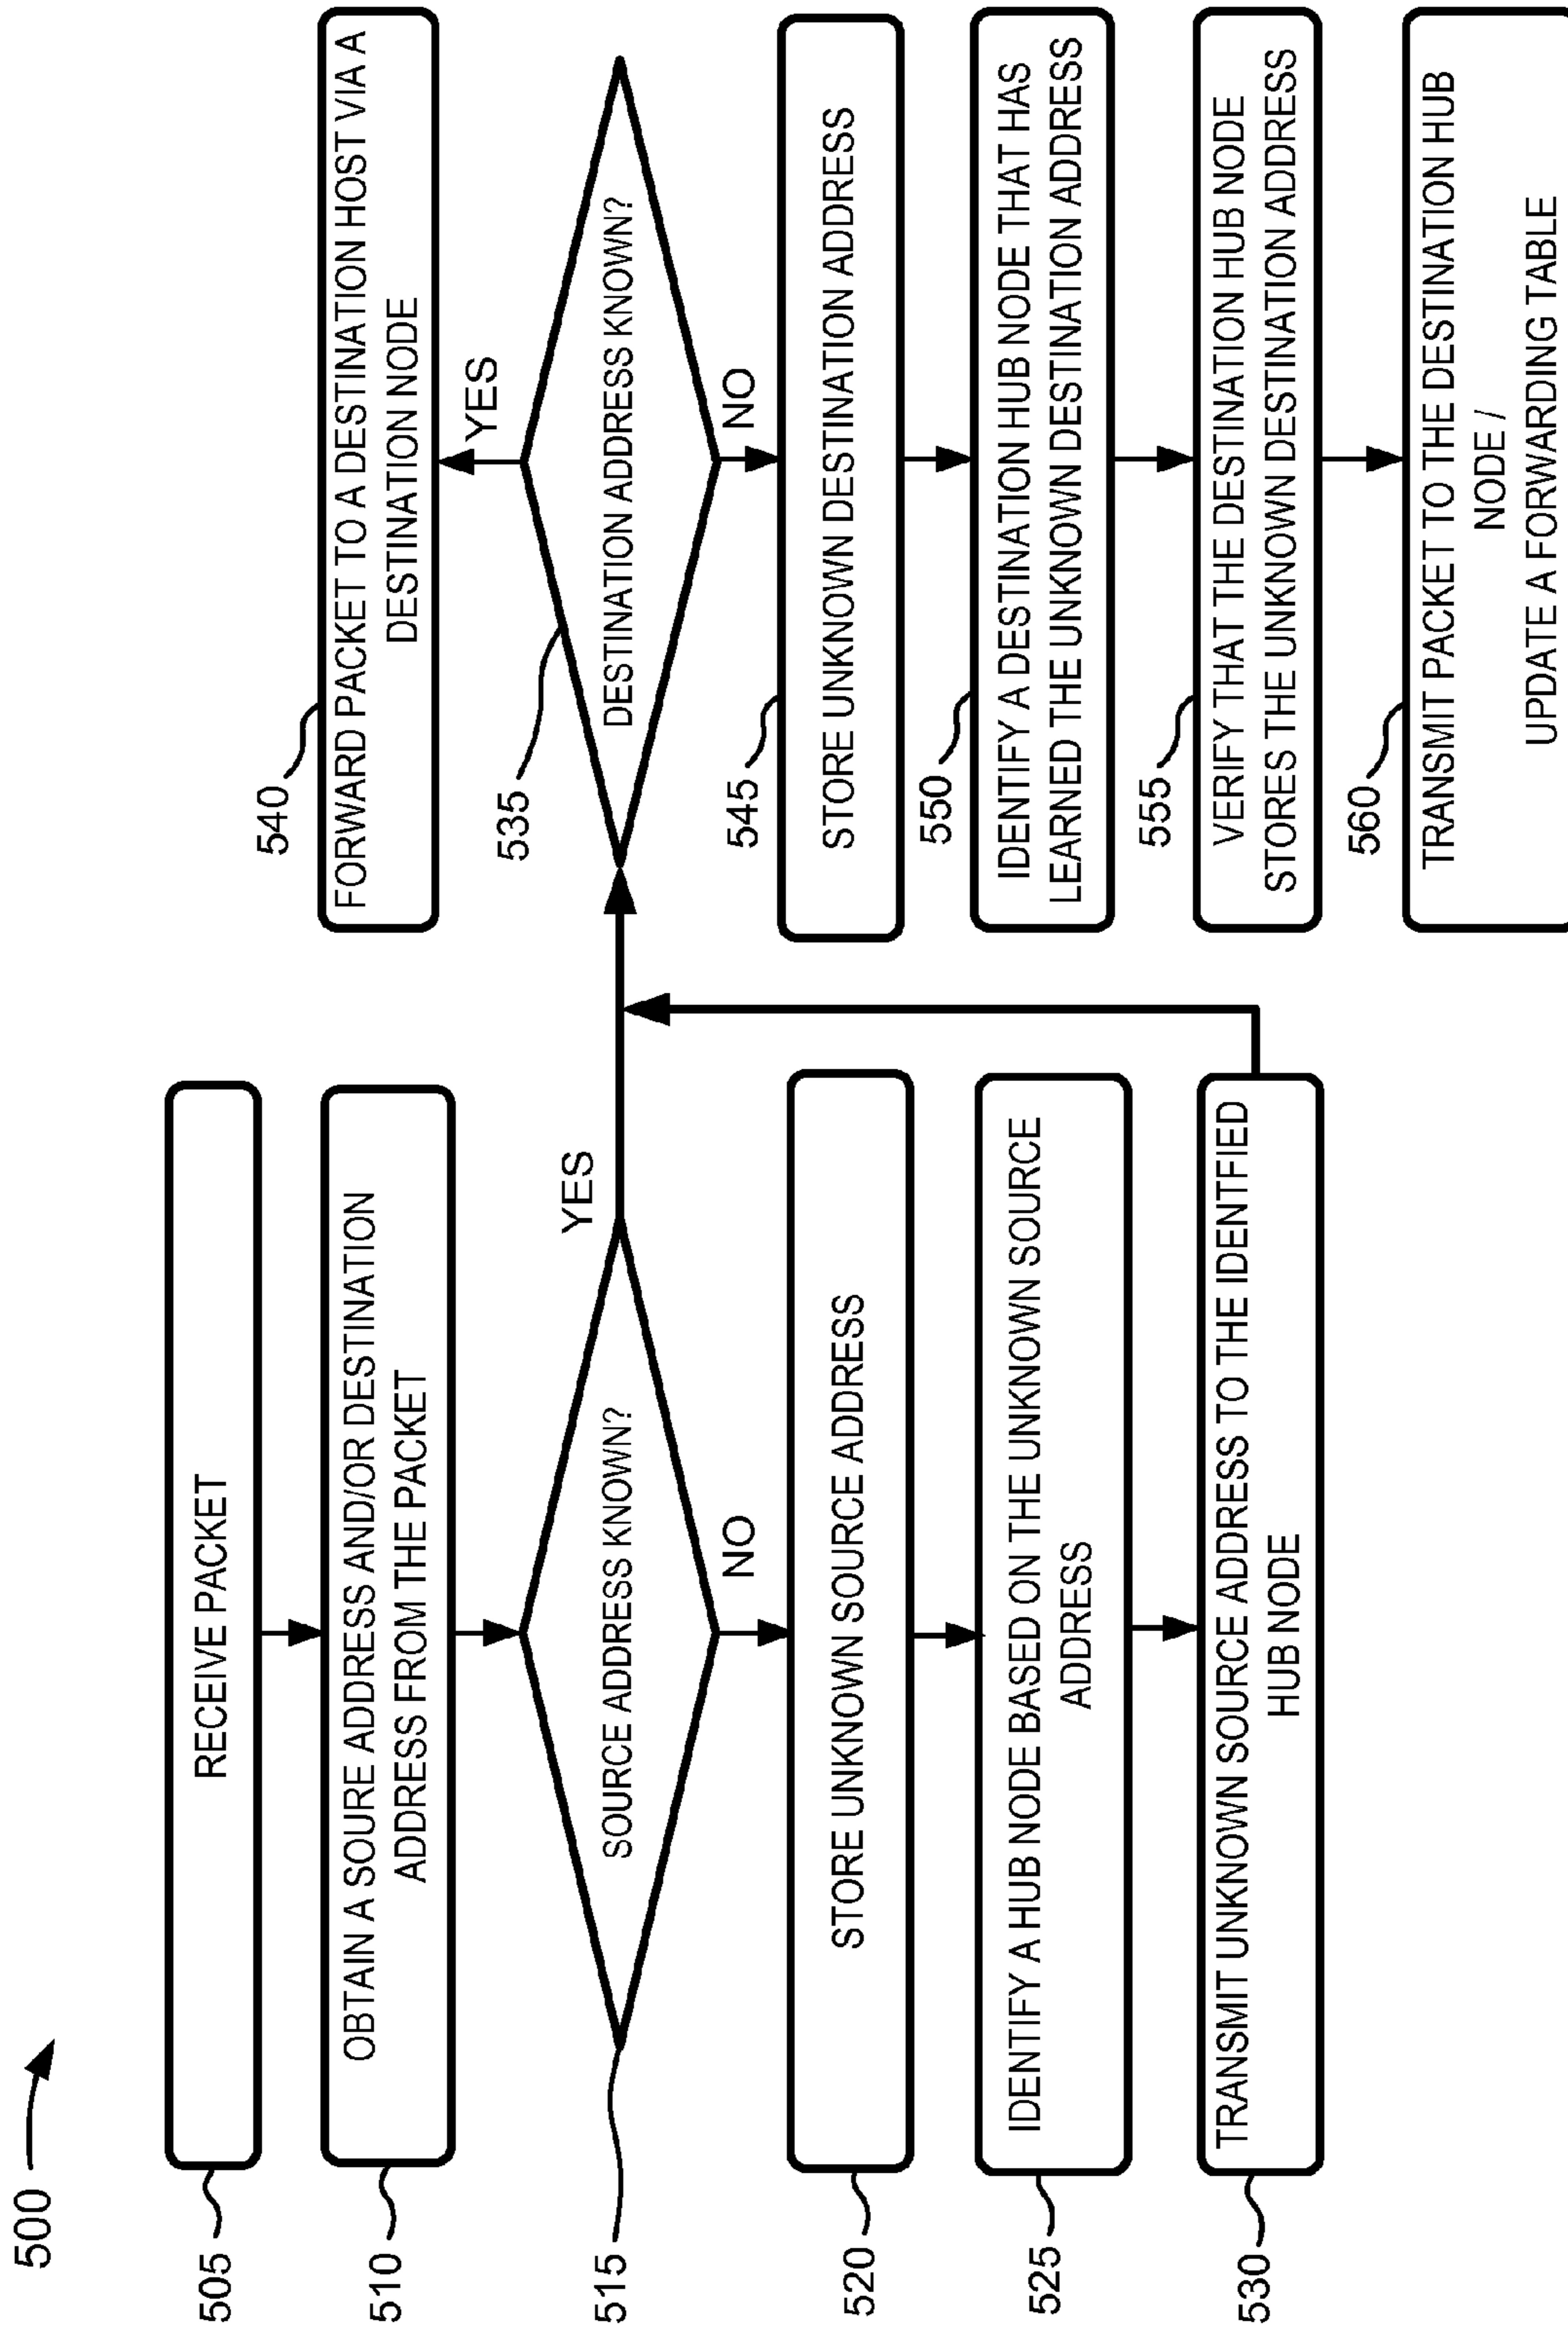 500
505
RECEIVE PACKET
510
OBTAIN A SOURE ADDRESS AND/OR DESTINATION
ADDRESS FROM THE PACKET
515
SOURCE ADDRESS KNOWN?
YES
NO
520
STORE UNKNOWN SOURCE ADDRESS
525
IDENTIFY A HUB NODE BASED ON THE UNKNOWN SOURCE
ADDRESS
530
TRANSMIT UNKNOWN SOURCE ADDRESS TO THE IDENTFIED
HUB NODE
540
FORWARD PACKET TO A DESTINATION HOST VIA A
DESTINATION NODE
YES
535
DESTINATION ADDRESS KNOWN?
NO
545
STORE UNKNOWN DESTINATION ADDRESS
550
IDENTIFY A DESTINATION HUB NODE THAT HAS
LEARNED THE UNKNOWN DESTINATION ADDRESS
555
VERIFY THAT THE DESTINATION HUB NODE
STORES THE UNKNOWN DESTINATION ADDRESS
560
TRANSMIT PACKET TO THE DESTINATION HUB
NODE /
UPDATE A FORWARDING TABLE